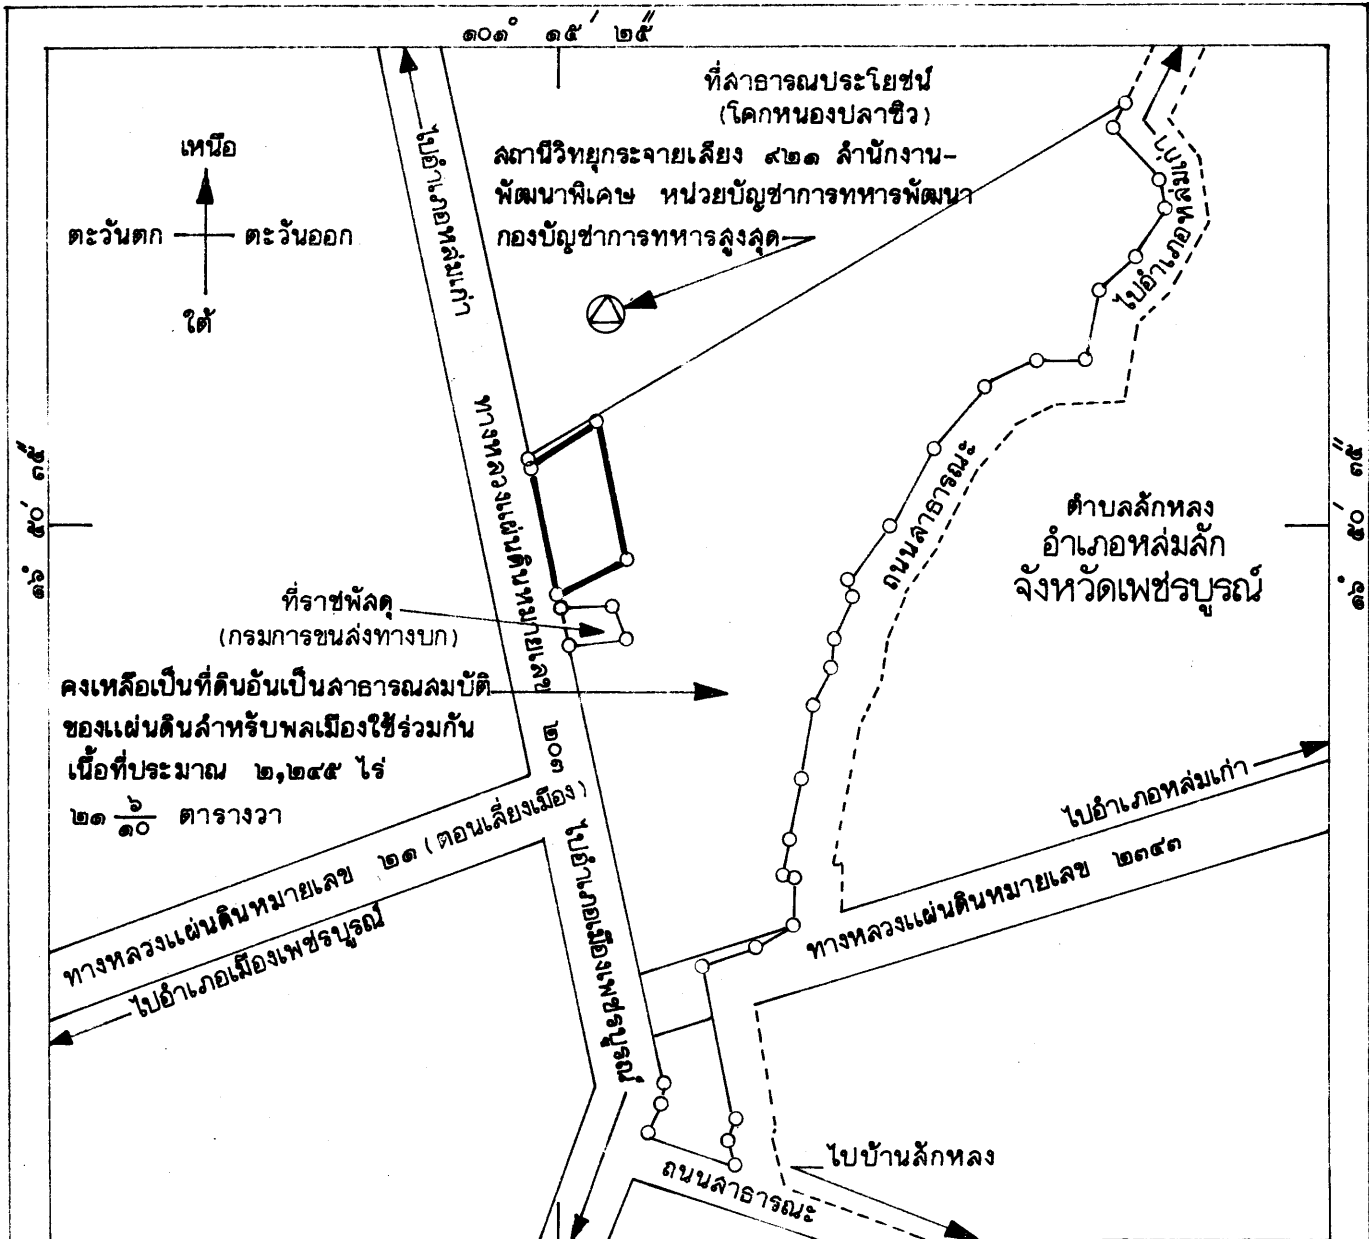 ๑๐๑° ๑๕′ ๒๕″
ที่สาธารณประโยชน์
(โคกหนองปลาซิว)
สถานีวิทยุกระจายเสียง ๙๒๑ สำนักงาน-
พัฒนาพิเศษ หน่วยบัญชาการทหารพัฒนา
กองบัญชาการทหารสูงสุด
เหนือ
ตะวันตก
ตะวันออก
ใต้
ไปอำเภอหล่มเก่า
ไปอำเภอหล่มเก่า
ทางหลวงแผ่นดินหมายเลข ๒๐๓
ถนนสาธารณะ
๑๖° ๕๐′ ๓๕″
๑๖° ๕๐′ ๓๕″
ตำบลสักหลง
อำเภอหล่มสัก
จังหวัดเพชรบูรณ์
ที่ราชพัสดุ
(กรมการขนส่งทางบก)
คงเหลือเป็นที่ดินอันเป็นสาธารณสมบัติ
ของแผ่นดินสำหรับพลเมืองใช้ร่วมกัน
เนื้อที่ประมาณ ๒,๒๔๕ ไร่
๒๑ ๖/๑๐ ตารางวา
ทางหลวงแผ่นดินหมายเลข ๒๑ (ตอนเลี่ยงเมือง)
ไปอำเภอเมืองเพชรบูรณ์
ไปอำเภอเมืองเพชรบูรณ์
ไปอำเภอหล่มเก่า
ทางหลวงแผ่นดินหมายเลข ๒๓๔๓
ไปบ้านสักหลง
ถนนสาธารณะ